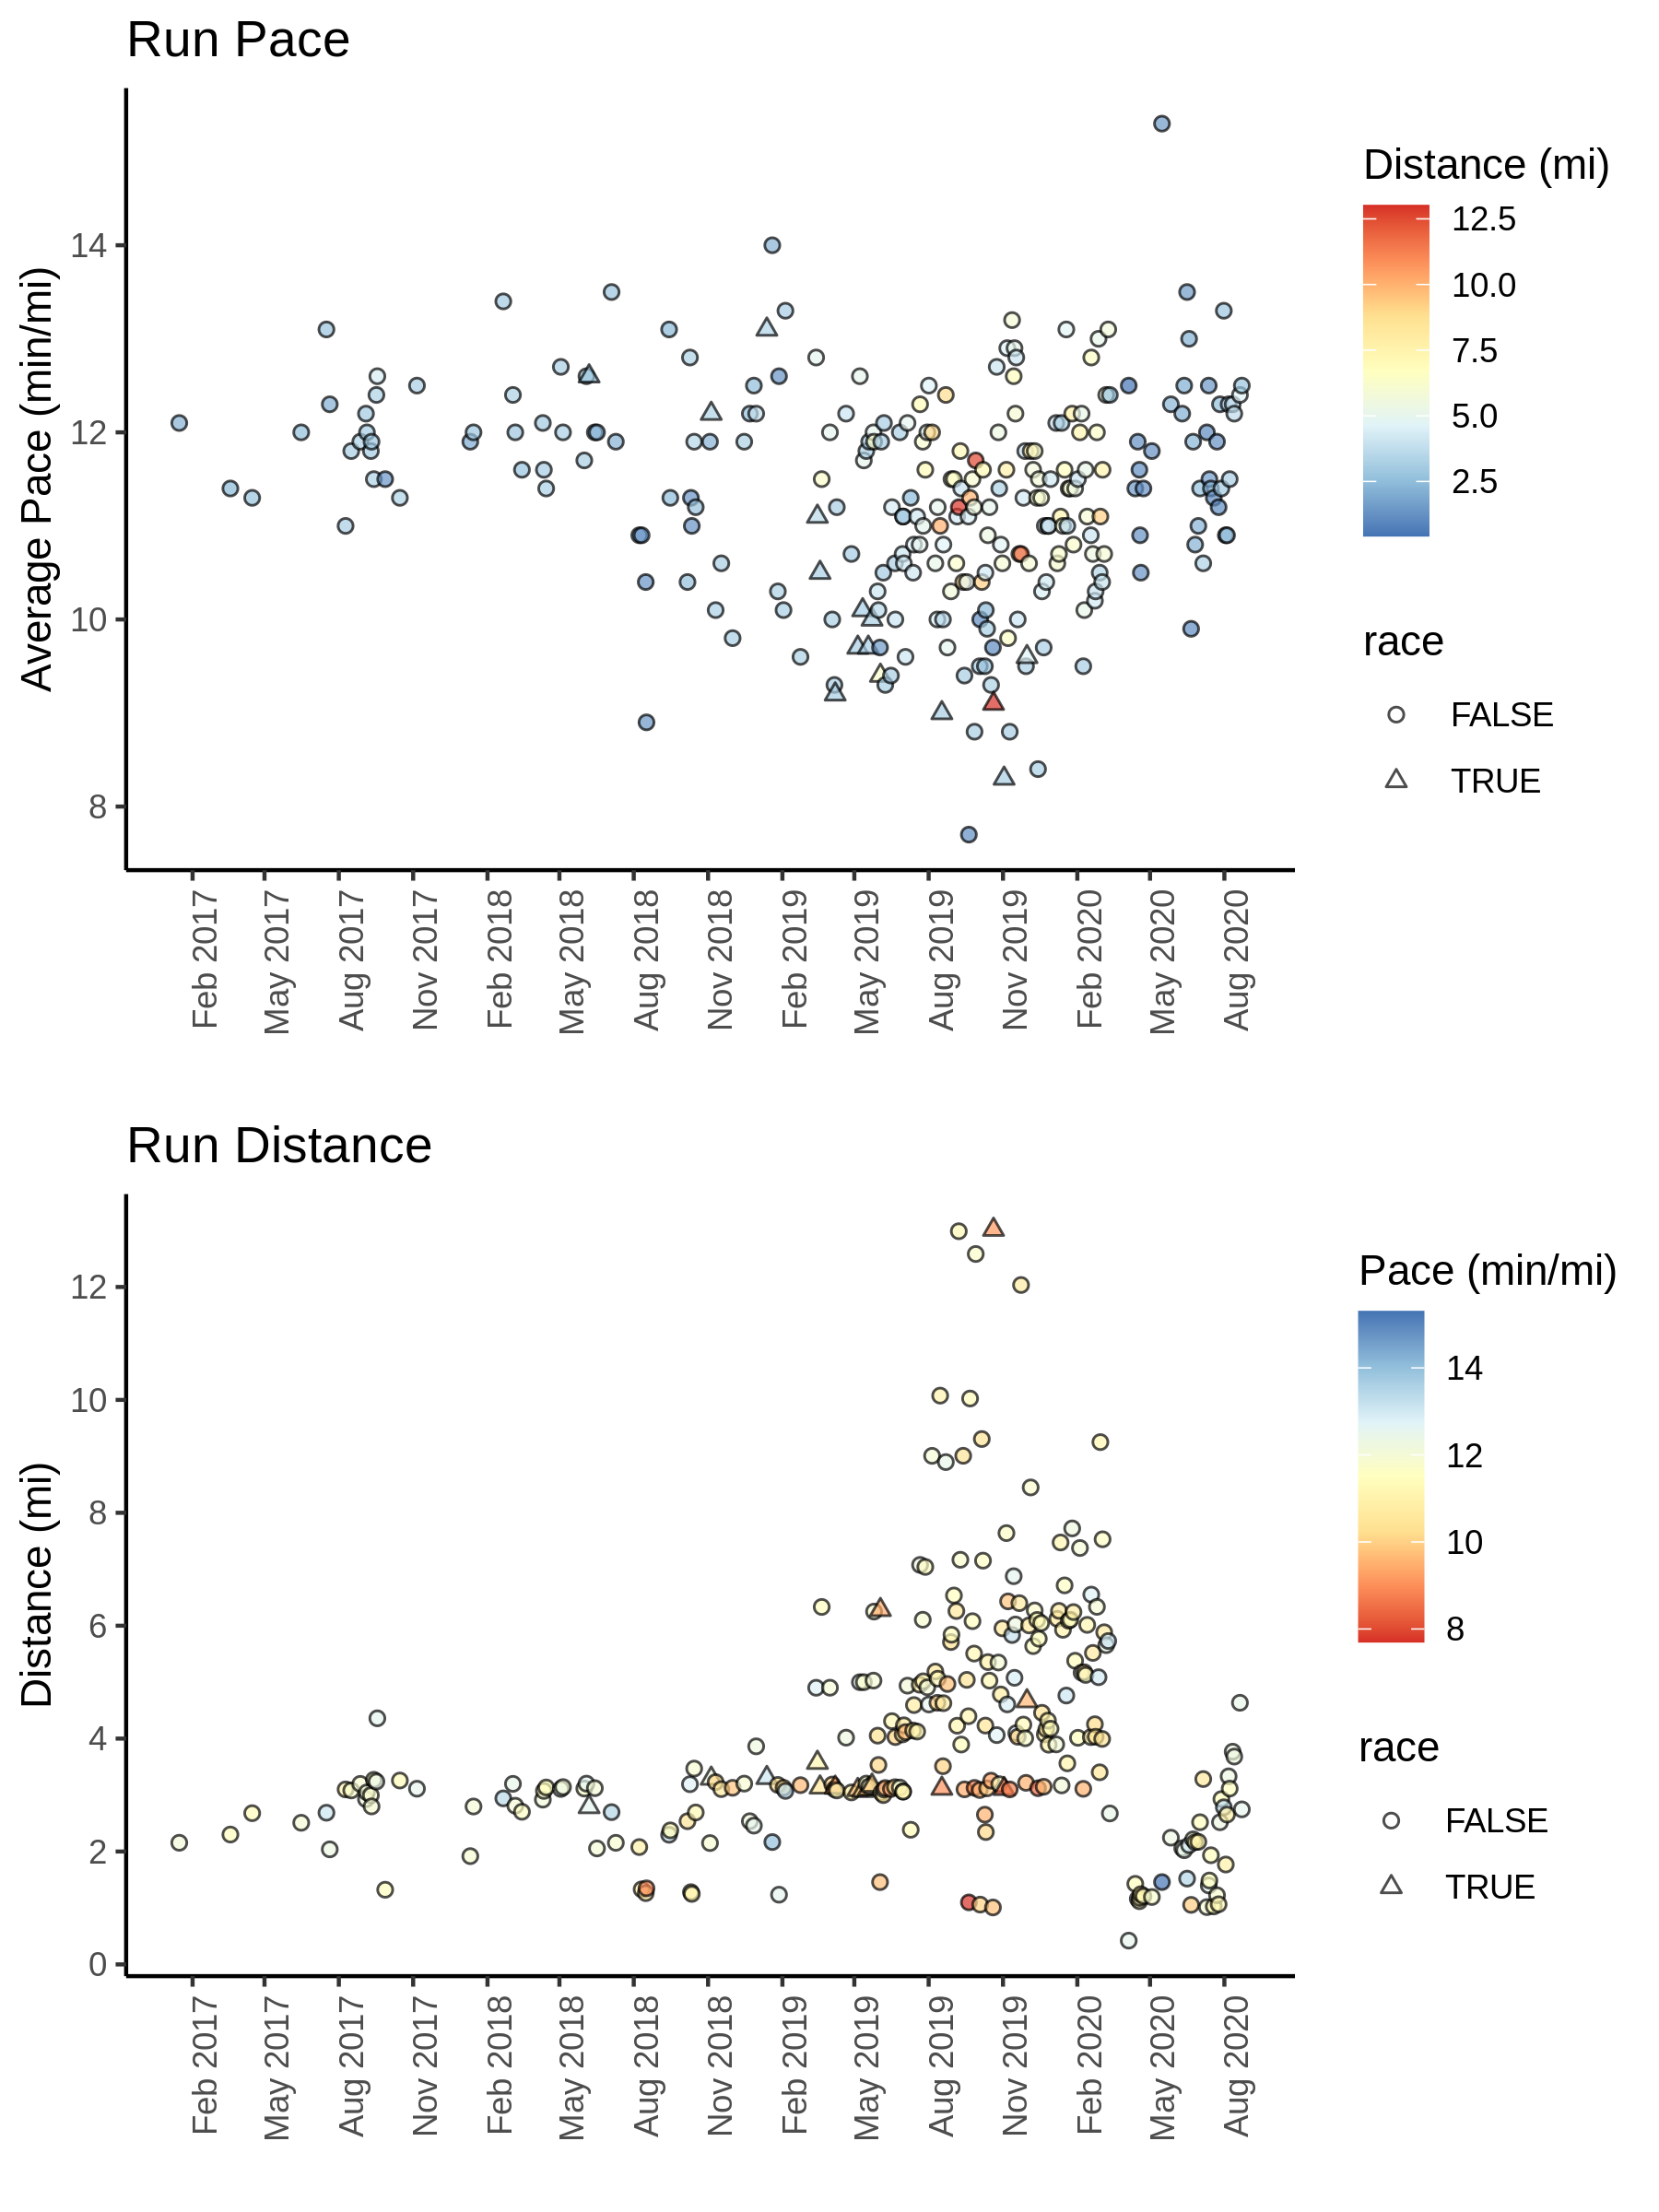 Run Pace
Average Pace (min/mi)
14
12
10
8
Feb 2017
May 2017
Aug 2017
Nov 2017
Feb 2018
May 2018
Aug 2018
Nov 2018
Feb 2019
May 2019
Aug 2019
Nov 2019
Feb 2020
May 2020
Aug 2020
Distance (mi)
12.5
10.0
7.5
5.0
2.5
race
FALSE
TRUE
Run Distance
Distance (mi)
12
10
8
6
4
2
0
Feb 2017
May 2017
Aug 2017
Nov 2017
Feb 2018
May 2018
Aug 2018
Nov 2018
Feb 2019
May 2019
Aug 2019
Nov 2019
Feb 2020
May 2020
Aug 2020
Pace (min/mi)
14
12
10
8
race
FALSE
TRUE